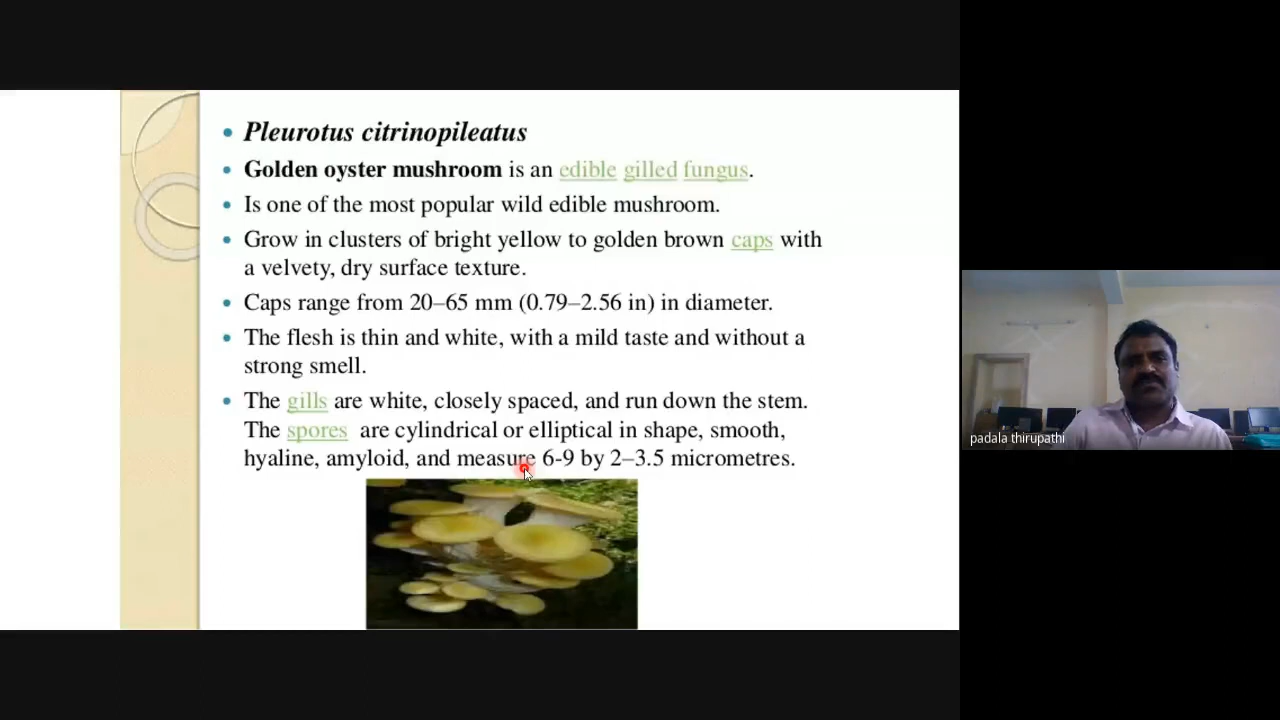 Pleurotus citrinopileatus
Golden oyster mushroom is an edible gilled fungus.
Is one of the most popular wild edible mushroom.
Grow in clusters of bright yellow to golden brown caps with
a velvety, dry surface texture.
Caps range from 20–65 mm (0.79–2.56 in) in diameter.
The flesh is thin and white, with a mild taste and without a
strong smell.
The gills are white, closely spaced, and run down the stem.
The spores are cylindrical or elliptical in shape, smooth,
hyaline, amyloid, and measure 6-9 by 2–3.5 micrometres.
padala thirupathi